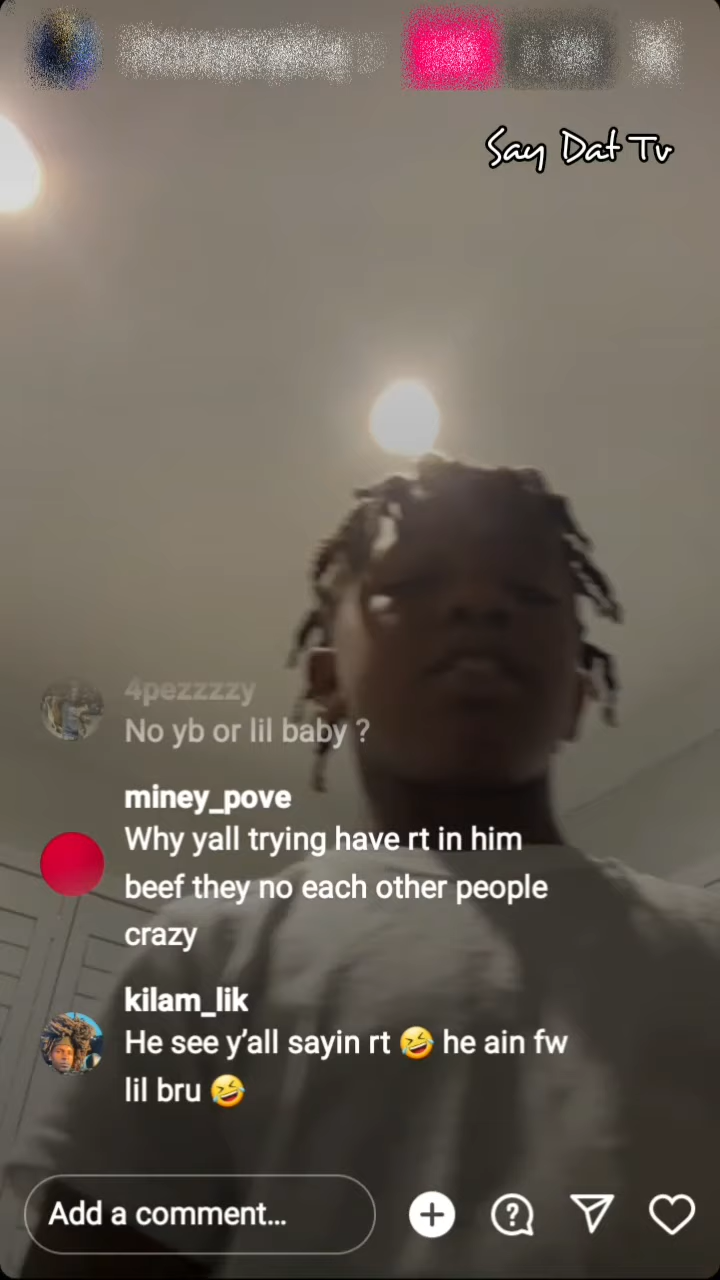 Say Dat Tv
4pezzzzy
No yb or lil baby ?
miney_pove
Why yall trying have rt in him
beef they no each other people
crazy
kilam_lik
He see y’all sayin rt 🤣 he ain fw
lil bru 🤣
Add a comment...